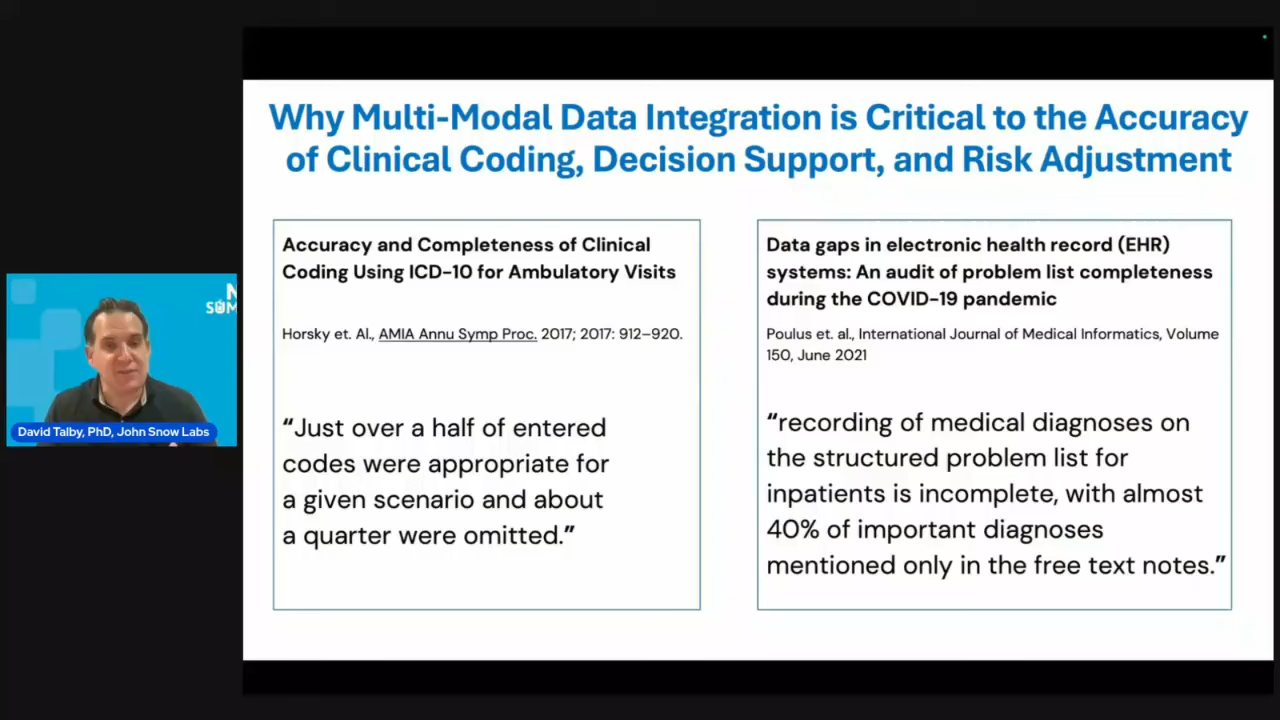 Why Multi-Modal Data Integration is Critical to the Accuracy
of Clinical Coding, Decision Support, and Risk Adjustment
Accuracy and Completeness of Clinical
Coding Using ICD-10 for Ambulatory Visits
Horsky et. Al., AMIA Annu Symp Proc. 2017; 2017: 912–920.
“Just over a half of entered
codes were appropriate for
a given scenario and about
a quarter were omitted.”
Data gaps in electronic health record (EHR)
systems: An audit of problem list completeness
during the COVID-19 pandemic
Poulus et. al., International Journal of Medical Informatics, Volume
150, June 2021
“recording of medical diagnoses on
the structured problem list for
inpatients is incomplete, with almost
40% of important diagnoses
mentioned only in the free text notes.”
David Talby, PhD, John Snow Labs